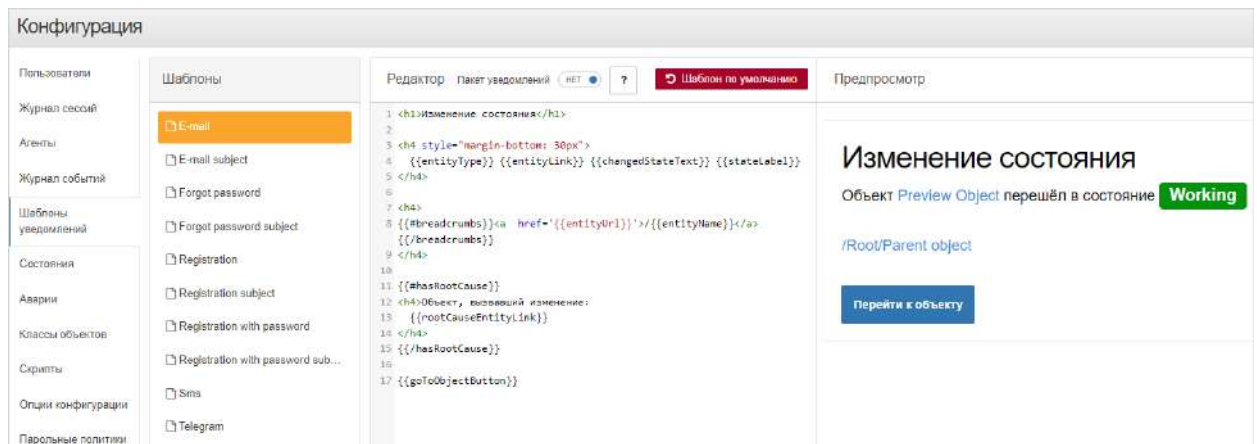 Конфигурация
Пользователи
Журнал сессий
Агенты
Журнал событий
Шаблоны
уведомлений
Состояния
Аварии
Классы объектов
Скрипты
Опции конфигурации
Парольные политики
Шаблоны
E-mail
E-mail subject
Forgot password
Forgot password subject
Registration
Registration subject
Registration with password
Registration with password sub...
Sms
Telegram
Редактор Пакет уведомлений НЕТ ? Шаблон по умолчанию
1 <h1>Изменение состояния</h1>
2
3 <h4 style="margin-bottom: 30px">
4 {{entityType}} {{entityLink}} {{changedStateText}} {{stateLabel}}
5 </h4>
6
7 <h4>
8 {{#breadcrumbs}}<a href='{{entityUrl}}'>/{{entityName}}</a>
{{/breadcrumbs}}
9 </h4>
10
11 {{#hasRootCause}}
12 <h4>Объект, вызвавший изменение:
13 {{rootCauseEntityLink}}
14 </h4>
15 {{/hasRootCause}}
16
17 {{goToObjectButton}}
Предпросмотр
Изменение состояния
Объект Preview Object перешёл в состояние Working
/Root/Parent object
Перейти к объекту